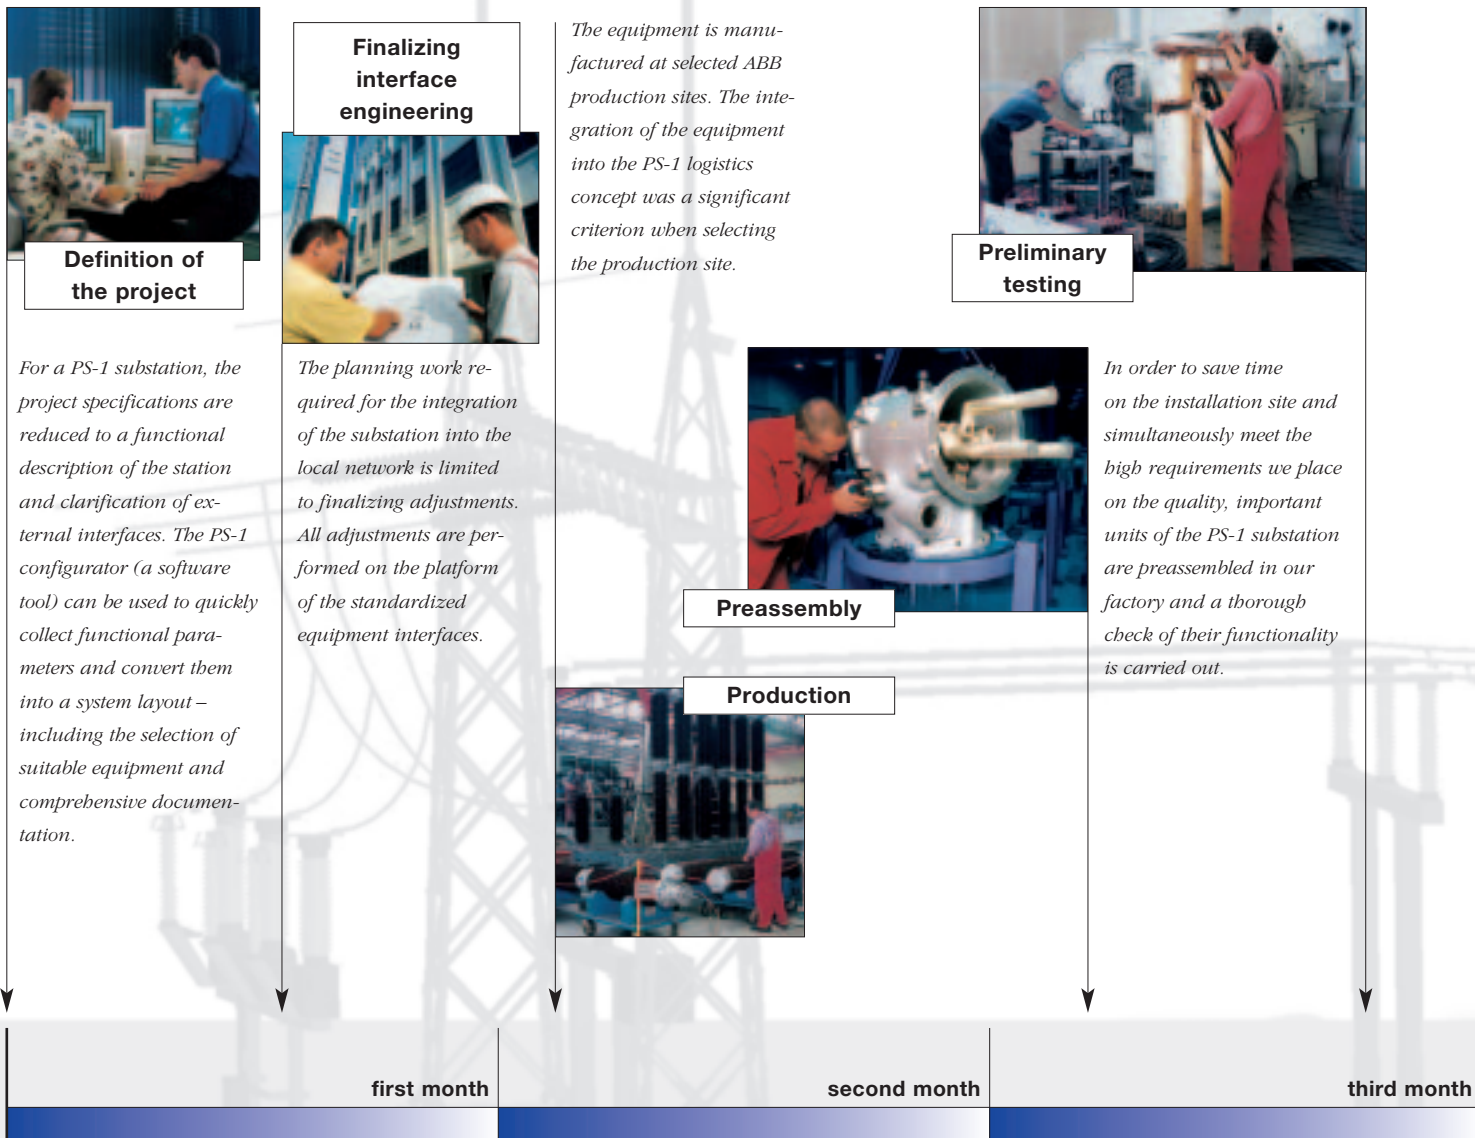 Definition of
the project
For a PS-1 substation, the
project specifications are
reduced to a functional
description of the station
and clarification of ex-
ternal interfaces. The PS-1
configurator (a software
tool) can be used to quickly
collect functional para-
meters and convert them
into a system layout –
including the selection of
suitable equipment and
comprehensive documen-
tation.
Finalizing
interface
engineering
The planning work re-
quired for the integration
of the substation into the
local network is limited
to finalizing adjustments.
All adjustments are per-
formed on the platform
of the standardized
equipment interfaces.
The equipment is manu-
factured at selected ABB
production sites. The inte-
gration of the equipment
into the PS-1 logistics
concept was a significant
criterion when selecting
the production site.
Production
Preassembly
Preliminary
testing
In order to save time
on the installation site and
simultaneously meet the
high requirements we place
on the quality, important
units of the PS-1 substation
are preassembled in our
factory and a thorough
check of their functionality
is carried out.
first month
second month
third month